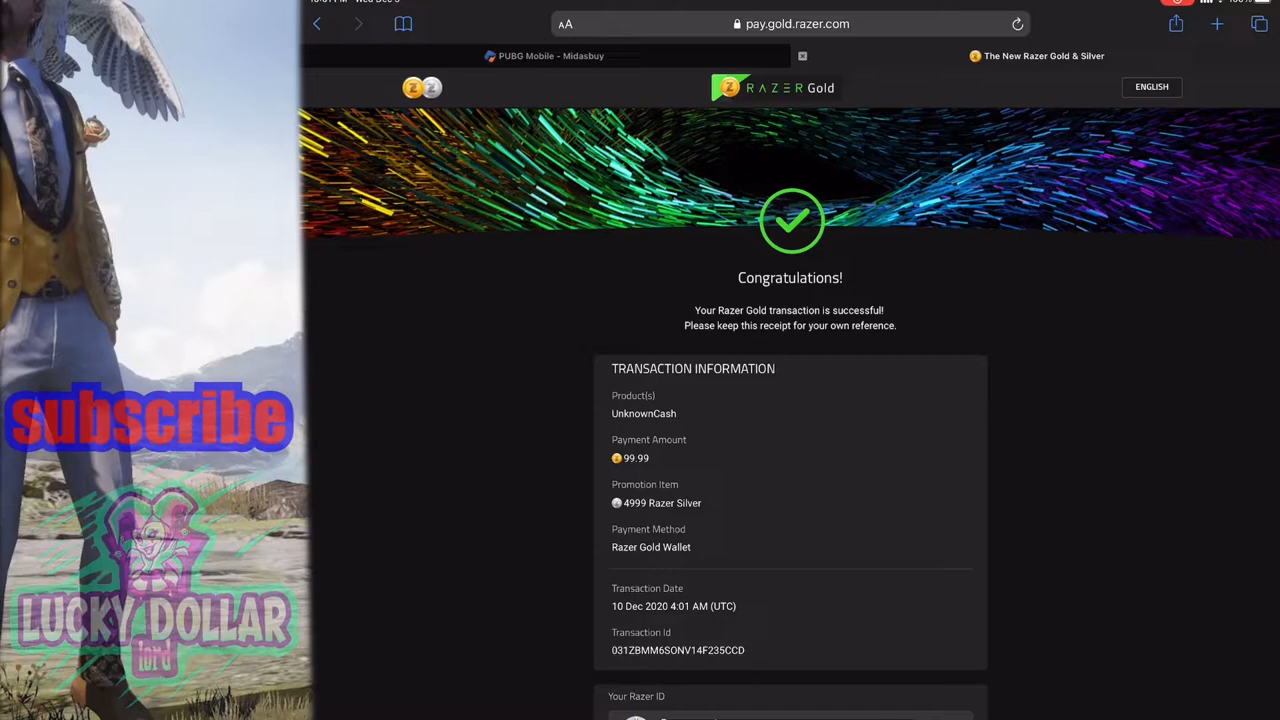 pay.gold.razer.com
AA
PUBG Mobile - Midasbuy
The New Razer Gold & Silver
RAZER Gold
ENGLISH
Congratulations!
Your Razer Gold transaction is successful!
Please keep this receipt for your own reference.
TRANSACTION INFORMATION
Product(s)
UnknownCash
Payment Amount
99.99
Promotion Item
4999 Razer Silver
Payment Method
Razer Gold Wallet
Transaction Date
10 Dec 2020 4:01 AM (UTC)
Transaction Id
031ZBMM6SONV14F235CCD
Your Razer ID
subscribe
LUCKY DOLLAR
lord